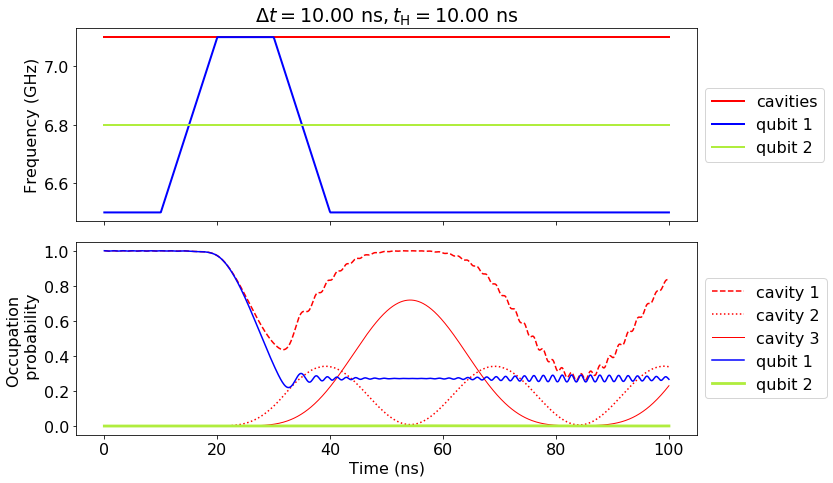 Δt = 10.00 ns, t_H = 10.00 ns
Frequency (GHz)
7.0
6.8
6.6
cavities
qubit 1
qubit 2
Occupation
probability
1.0
0.8
0.6
0.4
0.2
0.0
0 20 40 60 80 100
Time (ns)
cavity 1
cavity 2
cavity 3
qubit 1
qubit 2